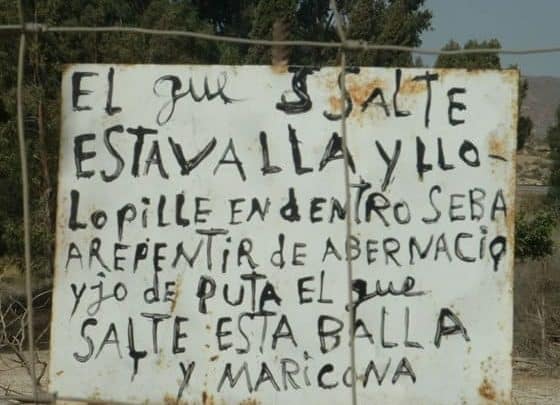 EL que S SALTE
ESTAVALLA Y LLO-
LO PILLE EN dENTRO SEBA
AREPENTIR de ABERNACIO
yjo de PUTA EL que
SALTE ESTA BALLA
Y MARICONA